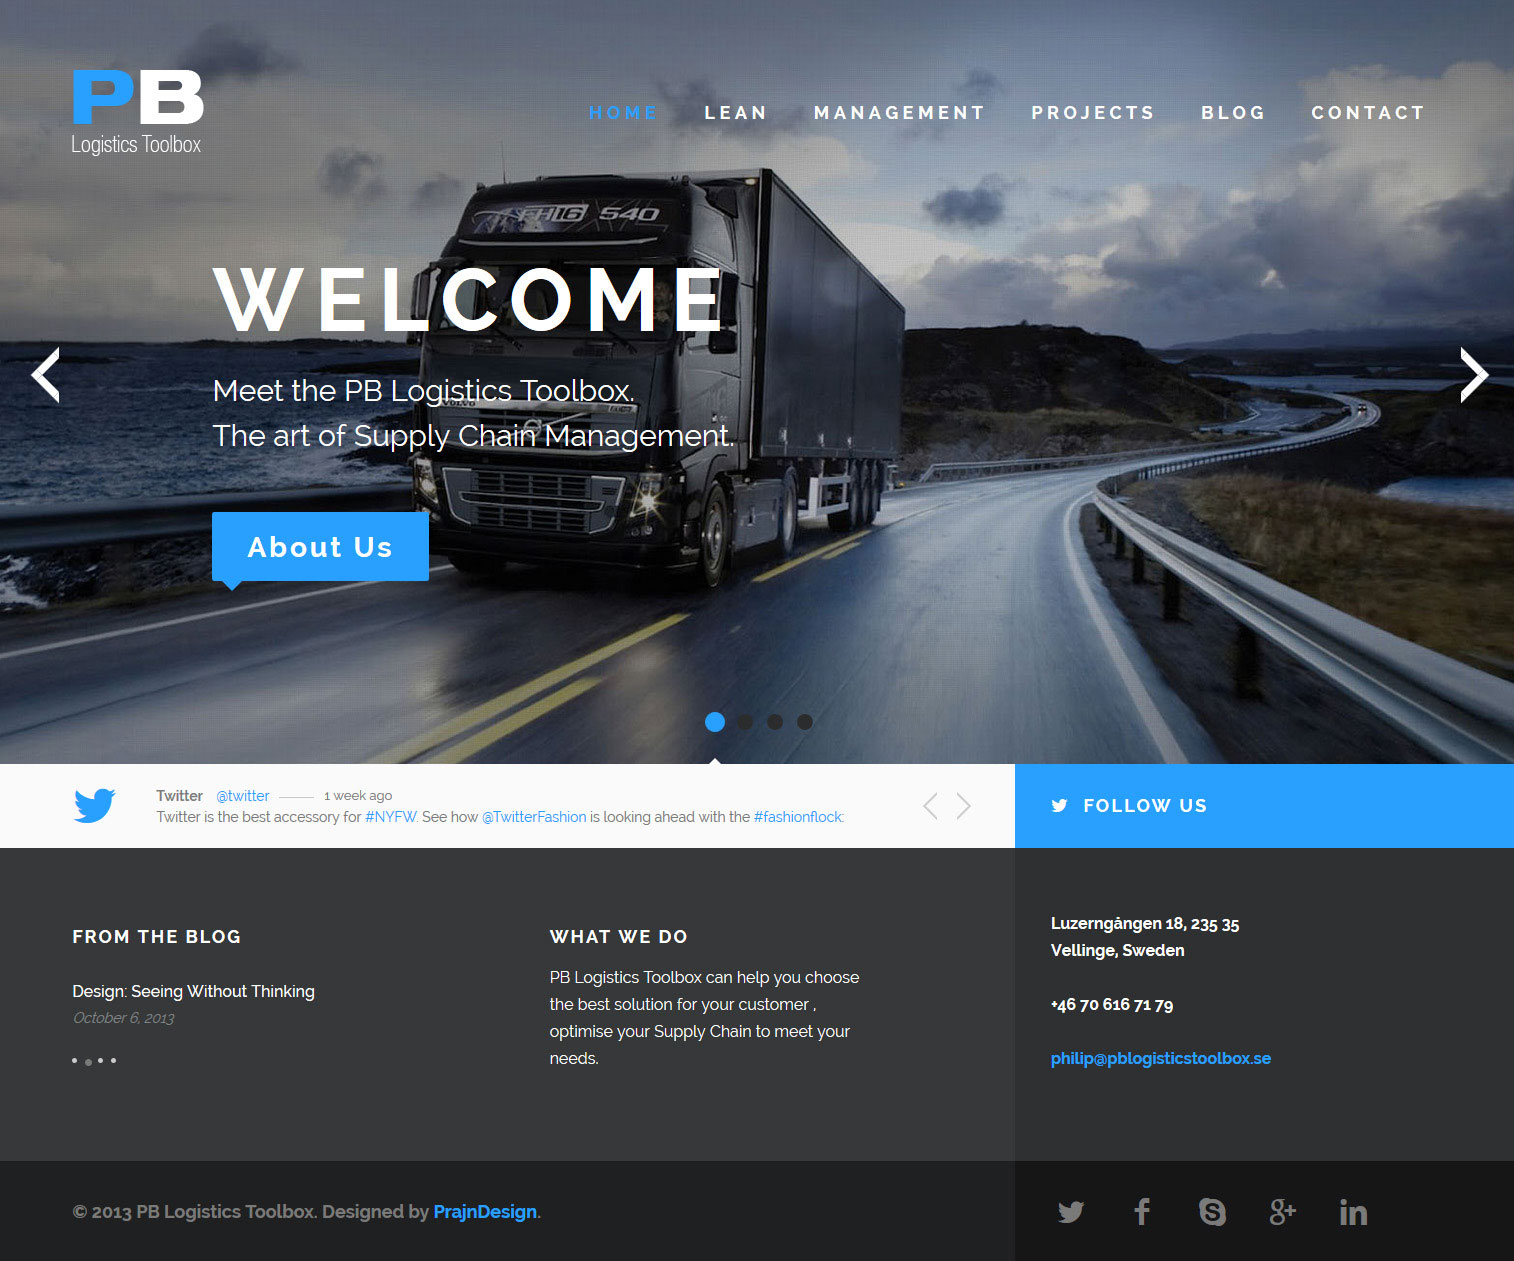 PB
Logistics Toolbox
HOME LEAN MANAGEMENT PROJECTS BLOG CONTACT
FH16 540
WELCOME
Meet the PB Logistics Toolbox.
The art of Supply Chain Management.
VOLVO
About Us
Twitter @twitter 1 week ago
Twitter is the best accessory for #NYFW. See how @TwitterFashion is looking ahead with the #fashionflock:
FOLLOW US
FROM THE BLOG
Design: Seeing Without Thinking
October 6, 2013
WHAT WE DO
PB Logistics Toolbox can help you choose
the best solution for your customer ,
optimise your Supply Chain to meet your
needs.
Luzerngången 18, 235 35
Vellinge, Sweden
+46 70 616 71 79
philip@pblogisticstoolbox.se
© 2013 PB Logistics Toolbox. Designed by PrajnDesign.